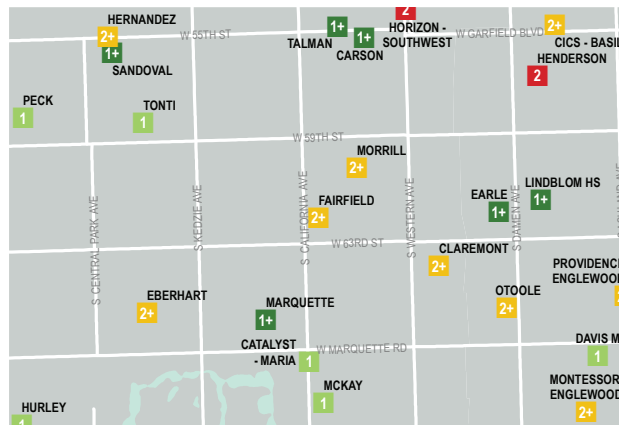 HERNANDEZ
2+
W 55TH ST
1+
SANDOVAL
TALMAN
1+
1+
CARSON
2
HORIZON -
SOUTHWEST
W GARFIELD BLVD
2+
CICS - BASIL
HENDERSON
2
PECK
1
TONTI
1
W 59TH ST
MORRILL
2+
FAIRFIELD
2+
EARLE
1+
LINDBLOM HS
1+
S CENTRAL PARK AVE
S KEDZIE AVE
S CALIFORNIA AVE
S WESTERN AVE
S DAMEN AVE
W 63RD ST
CLAREMONT
2+
OTOOLE
2+
PROVIDENC
ENGLEWOOD
EBERHART
2+
MARQUETTE
1+
CATALYST
- MARIA
1
W MARQUETTE RD
DAVIS M
1
MCKAY
1
MONTESSOR
ENGLEWOOD
2+
HURLEY
1